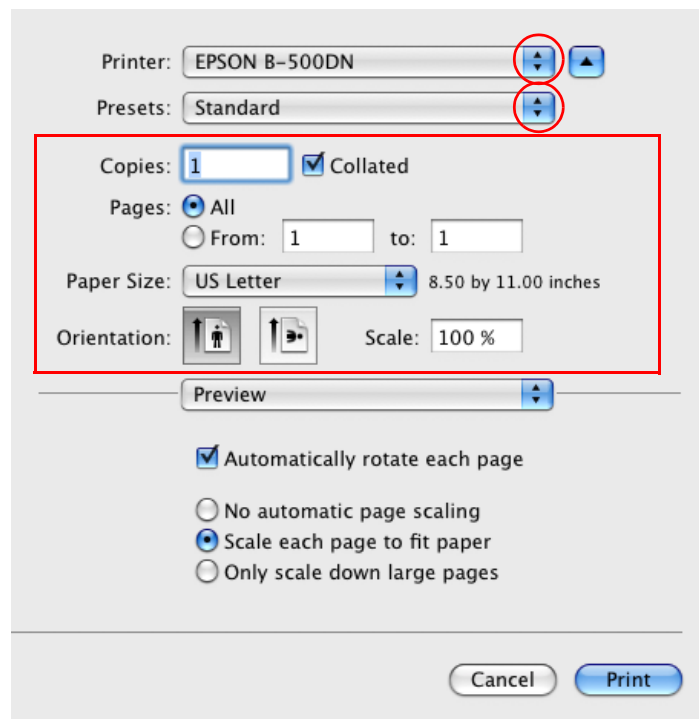 Printer: EPSON B-500DN
Presets: Standard
Copies: 1 Collated
Pages: All
From: 1 to: 1
Paper Size: US Letter 8.50 by 11.00 inches
Orientation: Scale: 100 %
Preview
Automatically rotate each page
No automatic page scaling
Scale each page to fit paper
Only scale down large pages
Cancel Print